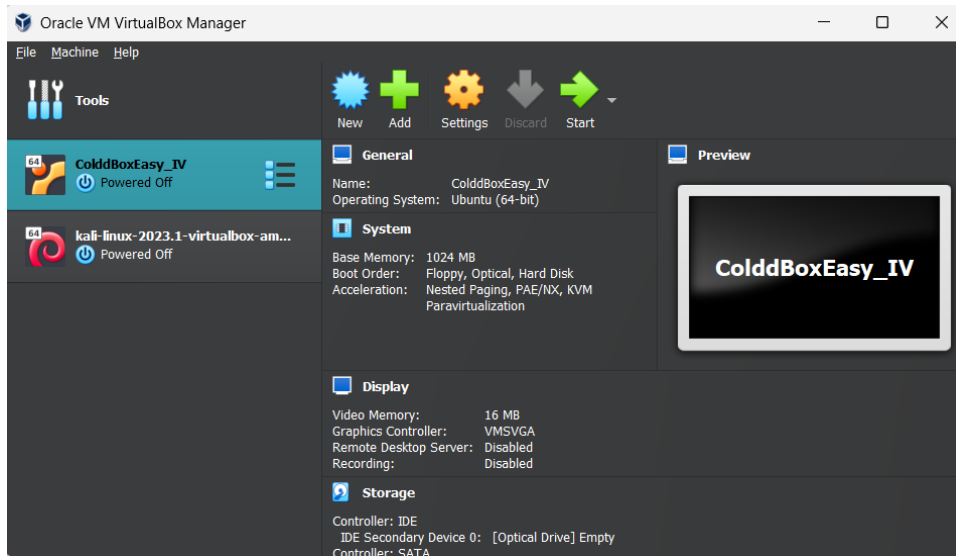 Oracle VM VirtualBox Manager
File Machine Help
Tools
New Add Settings Discard Start
64
ColddBoxEasy_IV
Powered Off
64
kali-linux-2023.1-virtualbox-am...
Powered Off
General
Name: ColddBoxEasy_IV
Operating System: Ubuntu (64-bit)
System
Base Memory: 1024 MB
Boot Order: Floppy, Optical, Hard Disk
Acceleration: Nested Paging, PAE/NX, KVM
Paravirtualization
Preview
ColddBoxEasy_IV
Display
Video Memory: 16 MB
Graphics Controller: VMSVGA
Remote Desktop Server: Disabled
Recording: Disabled
Storage
Controller: IDE
IDE Secondary Device 0: [Optical Drive] Empty
Controller: SATA